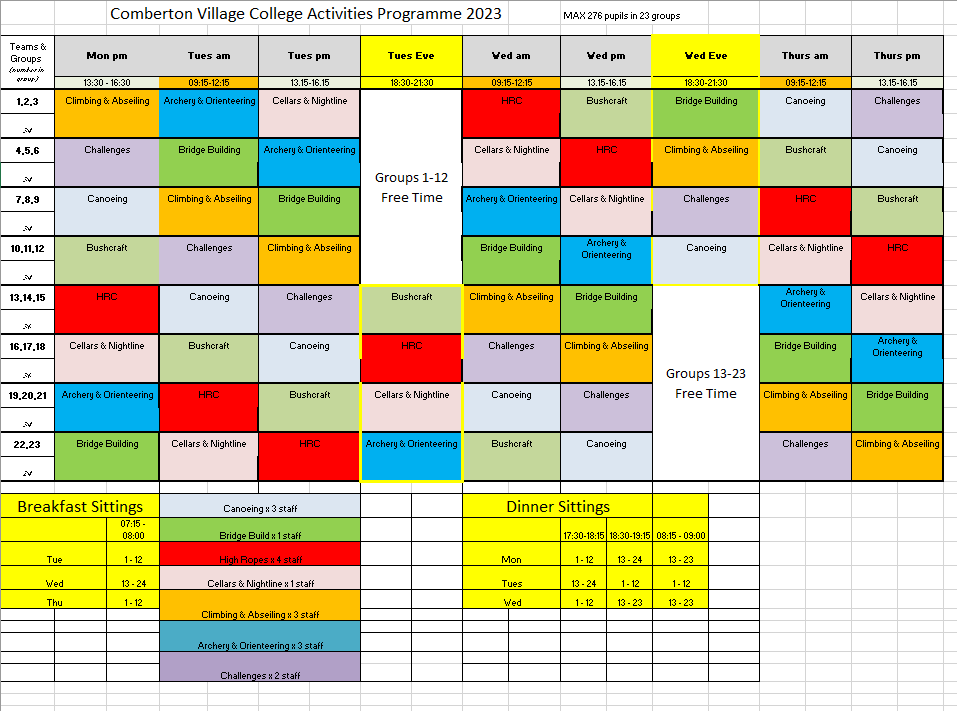 Comberton Village College Activities Programme 2023 MAX 276 pupils in 23 groups
Teams &
Groups
(number in
group)
Mon pm Tues am Tues pm Tues Eve Wed am Wed pm Wed Eve Thurs am Thurs pm
13:30 - 16:30 09:15-12:15 13.15-16.15 18:30-21:30 09:15-12:15 13.15-16.15 18:30-21:30 09:15-12:15 13.15-16.15
1,2,3 Climbing & Abseiling Archery & Orienteering Cellars & Nightline HRC Bushcraft Bridge Building Canoeing Challenges
4,5,6 Challenges Bridge Building Archery & Orienteering Cellars & Nightline HRC Climbing & Abseiling Bushcraft Canoeing
Groups 1-12
Free Time
7,8,9 Canoeing Climbing & Abseiling Bridge Building Archery & Orienteering Cellars & Nightline Challenges HRC Bushcraft
10,11,12 Bushcraft Challenges Climbing & Abseiling Bridge Building Archery &
Orienteering Canoeing Cellars & Nightline HRC
13,14,15 HRC Canoeing Challenges Bushcraft Climbing & Abseiling Bridge Building Archery &
Orienteering Cellars & Nightline
16,17,18 Cellars & Nightline Bushcraft Canoeing HRC Challenges Climbing & Abseiling Bridge Building Archery &
Orienteering
Groups 13-23
Free Time
19,20,21 Archery & Orienteering HRC Bushcraft Cellars & Nightline Canoeing Challenges Climbing & Abseiling Bridge Building
22,23 Bridge Building Cellars & Nightline HRC Archery & Orienteering Bushcraft Canoeing Challenges Climbing & Abseiling
Breakfast Sittings
07:15 -
08:00
Tue 1 - 12
Wed 13 - 24
Thu 1 - 12
Canoeing x 3 staff
Bridge Build x 1 staff
High Ropes x 4 staff
Cellars & Nightline x 1 staff
Climbing & Abseiling x 3 staff
Archery & Orienteering x 3 staff
Challenges x 2 staff
Dinner Sittings
17:30-18:15 18:30-19:15 08:15 - 09:00
Mon 1 - 12 13 - 24 13 - 23
Tues 13 - 24 1 - 12 1 - 12
Wed 1 - 12 13 - 23 13 - 23